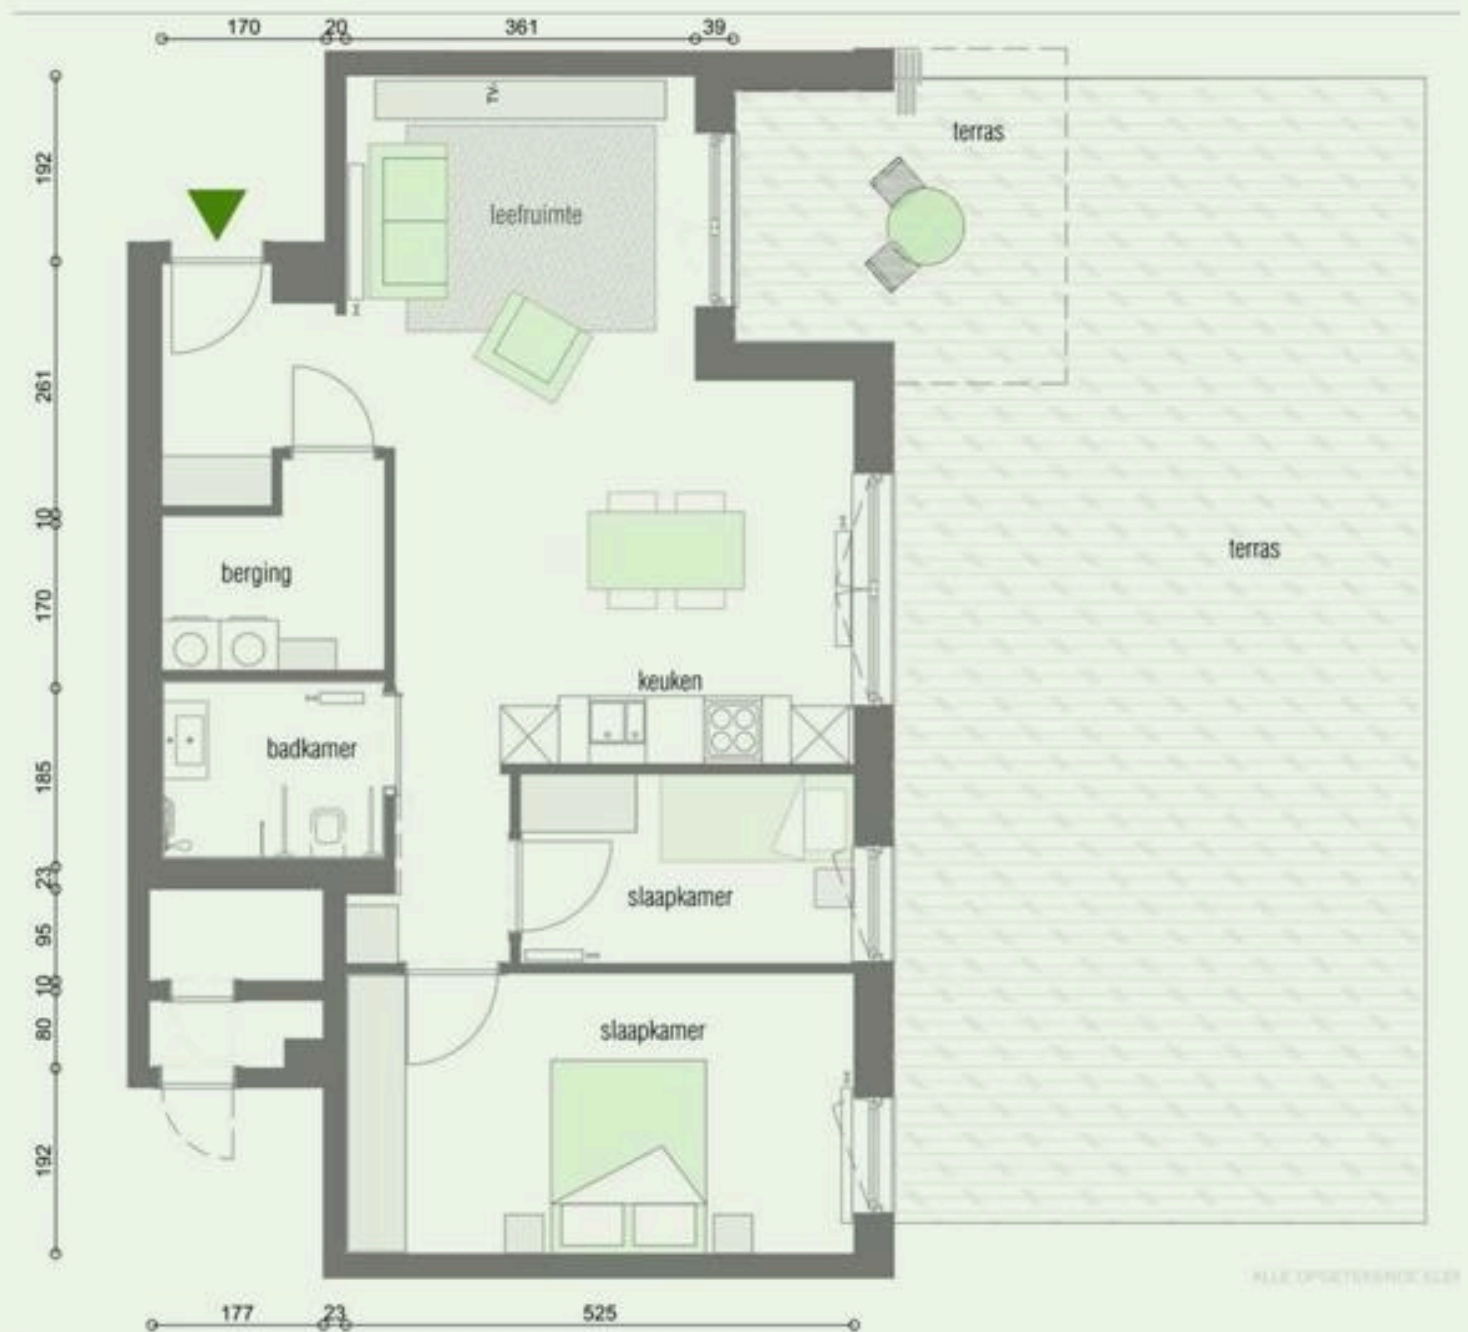 170 20 361 39
terras
192
TV
leefruimte
261
10
terras
berging
170
keuken
badkamer
185
23
slaapkamer
95
10
80
slaapkamer
192
177 23 525